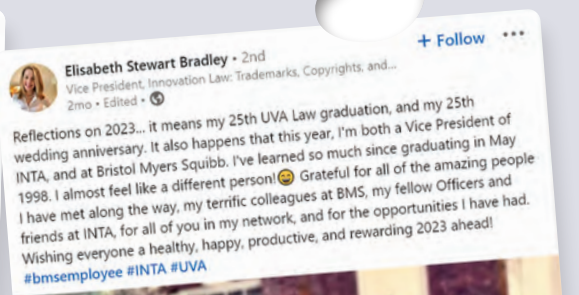 Elisabeth Stewart Bradley • 2nd
+ Follow •••
Vice President, Innovation Law: Trademarks, Copyrights, and...
2mo • Edited •
Reflections on 2023... it means my 25th UVA Law graduation, and my 25th
wedding anniversary. It also happens that this year, I'm both a Vice President of
INTA, and at Bristol Myers Squibb. I've learned so much since graduating in May
1998. I almost feel like a different person!😊 Grateful for all of the amazing people
I have met along the way, my terrific colleagues at BMS, my fellow Officers and
friends at INTA, for all of you in my network, and for the opportunities I have had.
Wishing everyone a healthy, happy, productive, and rewarding 2023 ahead!
#bmsemployee #INTA #UVA